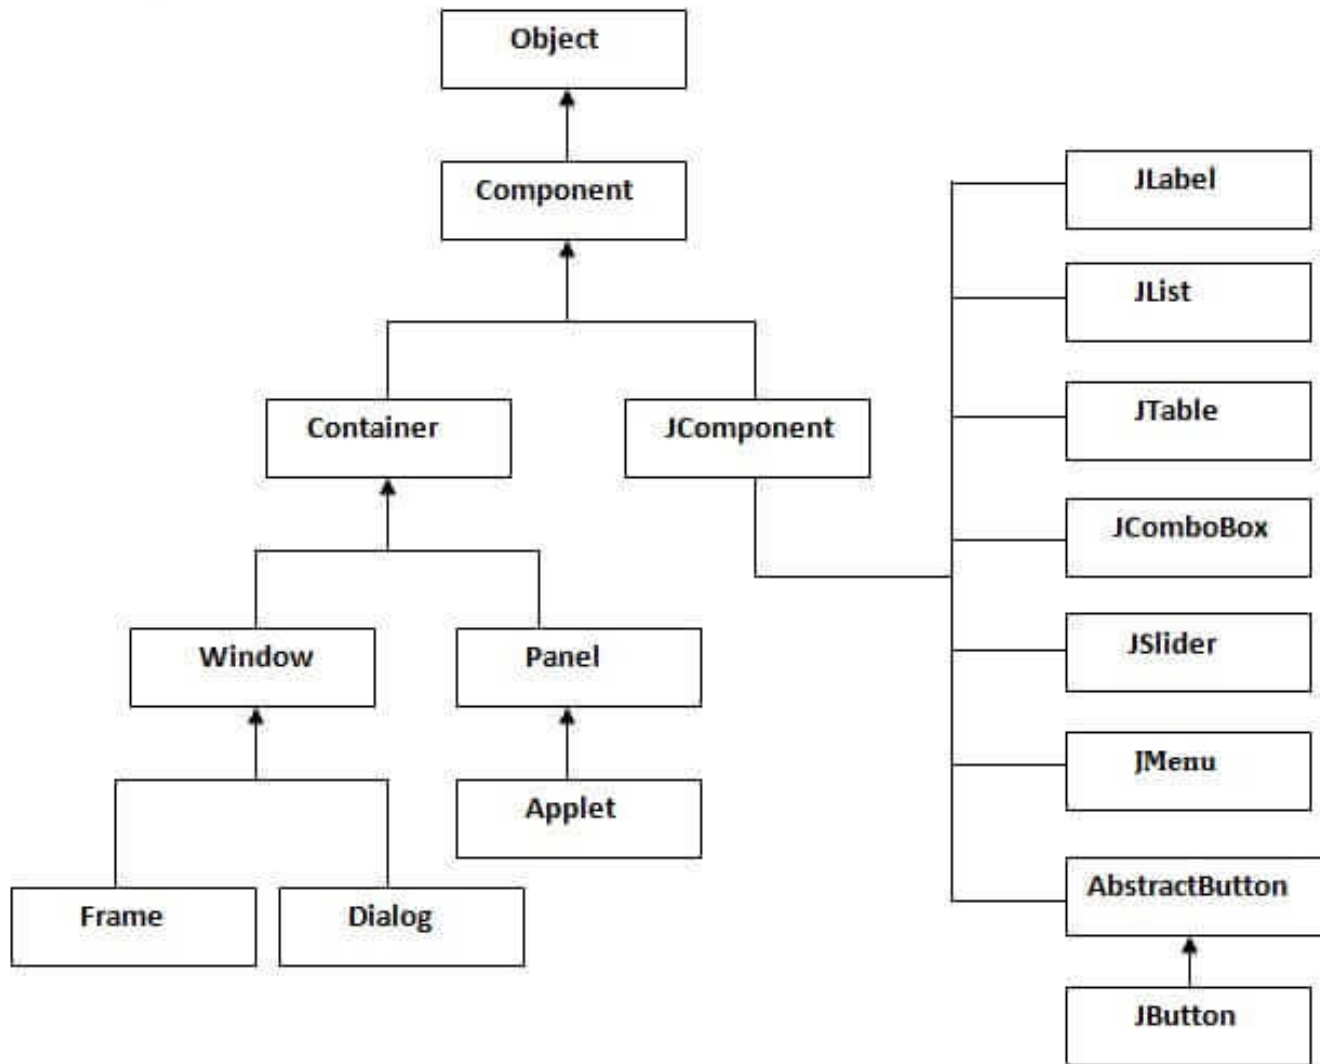 Object
Component
JLabel
JList
JTable
Container
JComponent
JComboBox
Window
Panel
JSlider
JMenu
Applet
AbstractButton
Frame
Dialog
JButton